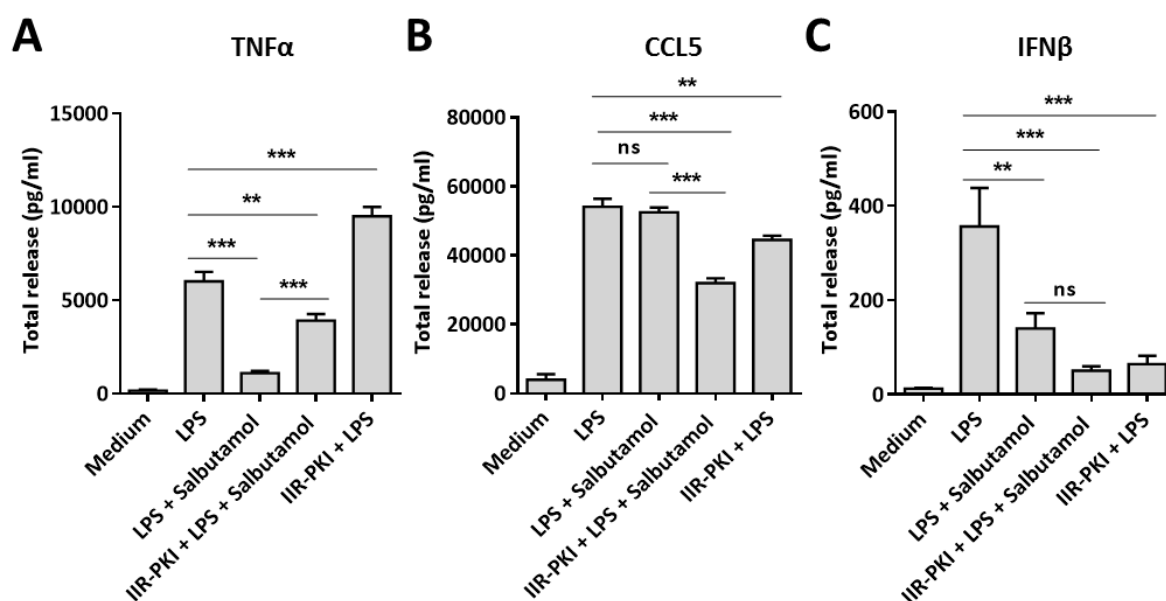 A
TNFα
Total release (pg/ml)
15000
10000
5000
0
***
**
***
***
Medium
LPS
LPS + Salbutamol
IIR-PKI + LPS + Salbutamol
IIR-PKI + LPS
B
CCL5
Total release (pg/ml)
80000
60000
40000
20000
0
**
***
ns
***
Medium
LPS
LPS + Salbutamol
IIR-PKI + LPS + Salbutamol
IIR-PKI + LPS
C
IFNβ
Total release (pg/ml)
600
400
200
0
***
***
**
ns
Medium
LPS
LPS + Salbutamol
IIR-PKI + LPS + Salbutamol
IIR-PKI + LPS